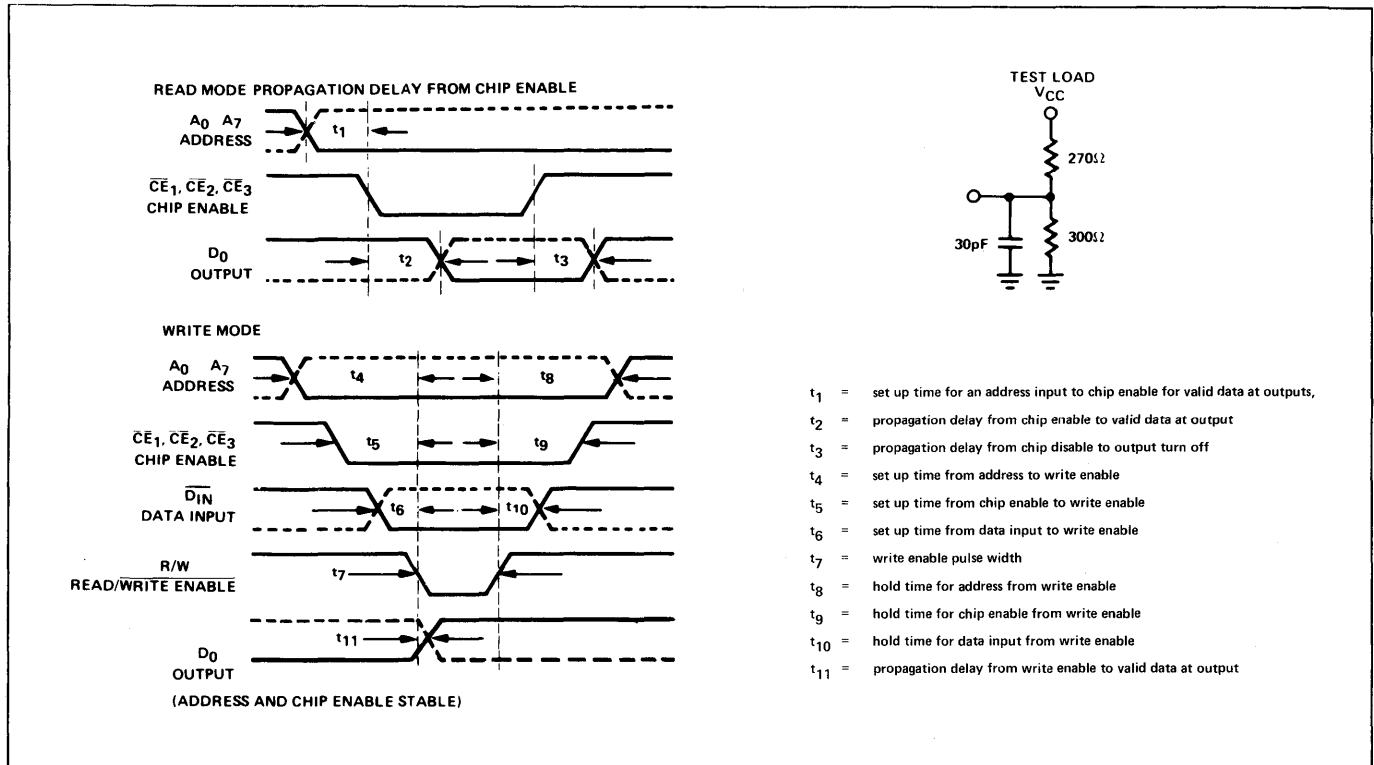 READ MODE PROPAGATION DELAY FROM CHIP ENABLE
A0 A7
ADDRESS
t1
CE1, CE2, CE3
CHIP ENABLE
D0
OUTPUT
t2
t3
WRITE MODE
A0 A7
ADDRESS
t4
t8
CE1, CE2, CE3
CHIP ENABLE
t5
t9
DIN
DATA INPUT
t6
t10
R/W
READ/WRITE ENABLE
t7
D0
OUTPUT
t11
(ADDRESS AND CHIP ENABLE STABLE)
TEST LOAD
VCC
270Ω
30pF
300Ω
t1 = set up time for an address input to chip enable for valid data at outputs,
t2 = propagation delay from chip enable to valid data at output
t3 = propagation delay from chip disable to output turn off
t4 = set up time from address to write enable
t5 = set up time from chip enable to write enable
t6 = set up time from data input to write enable
t7 = write enable pulse width
t8 = hold time for address from write enable
t9 = hold time for chip enable from write enable
t10 = hold time for data input from write enable
t11 = propagation delay from write enable to valid data at output